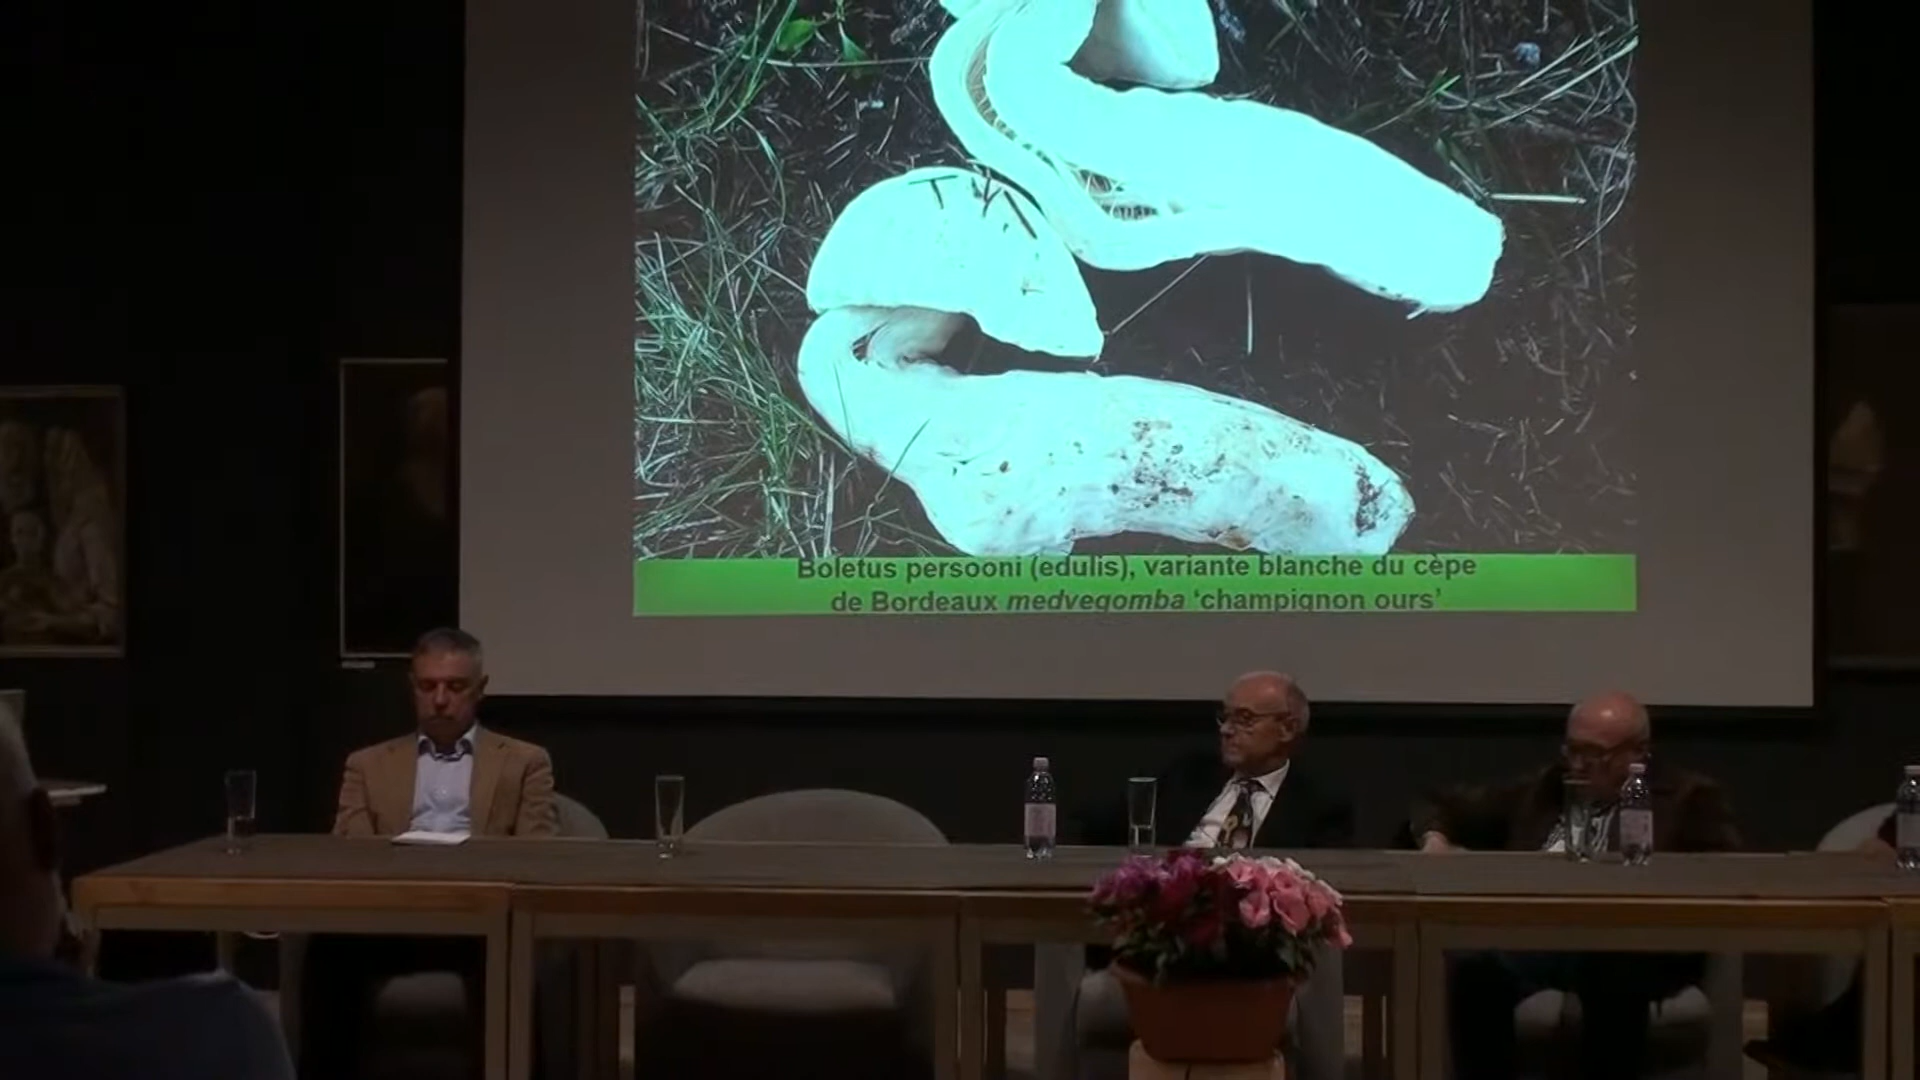 Boletus persooni (edulis), variante blanche du cèpe
de Bordeaux medvegomba ‘champignon ours’